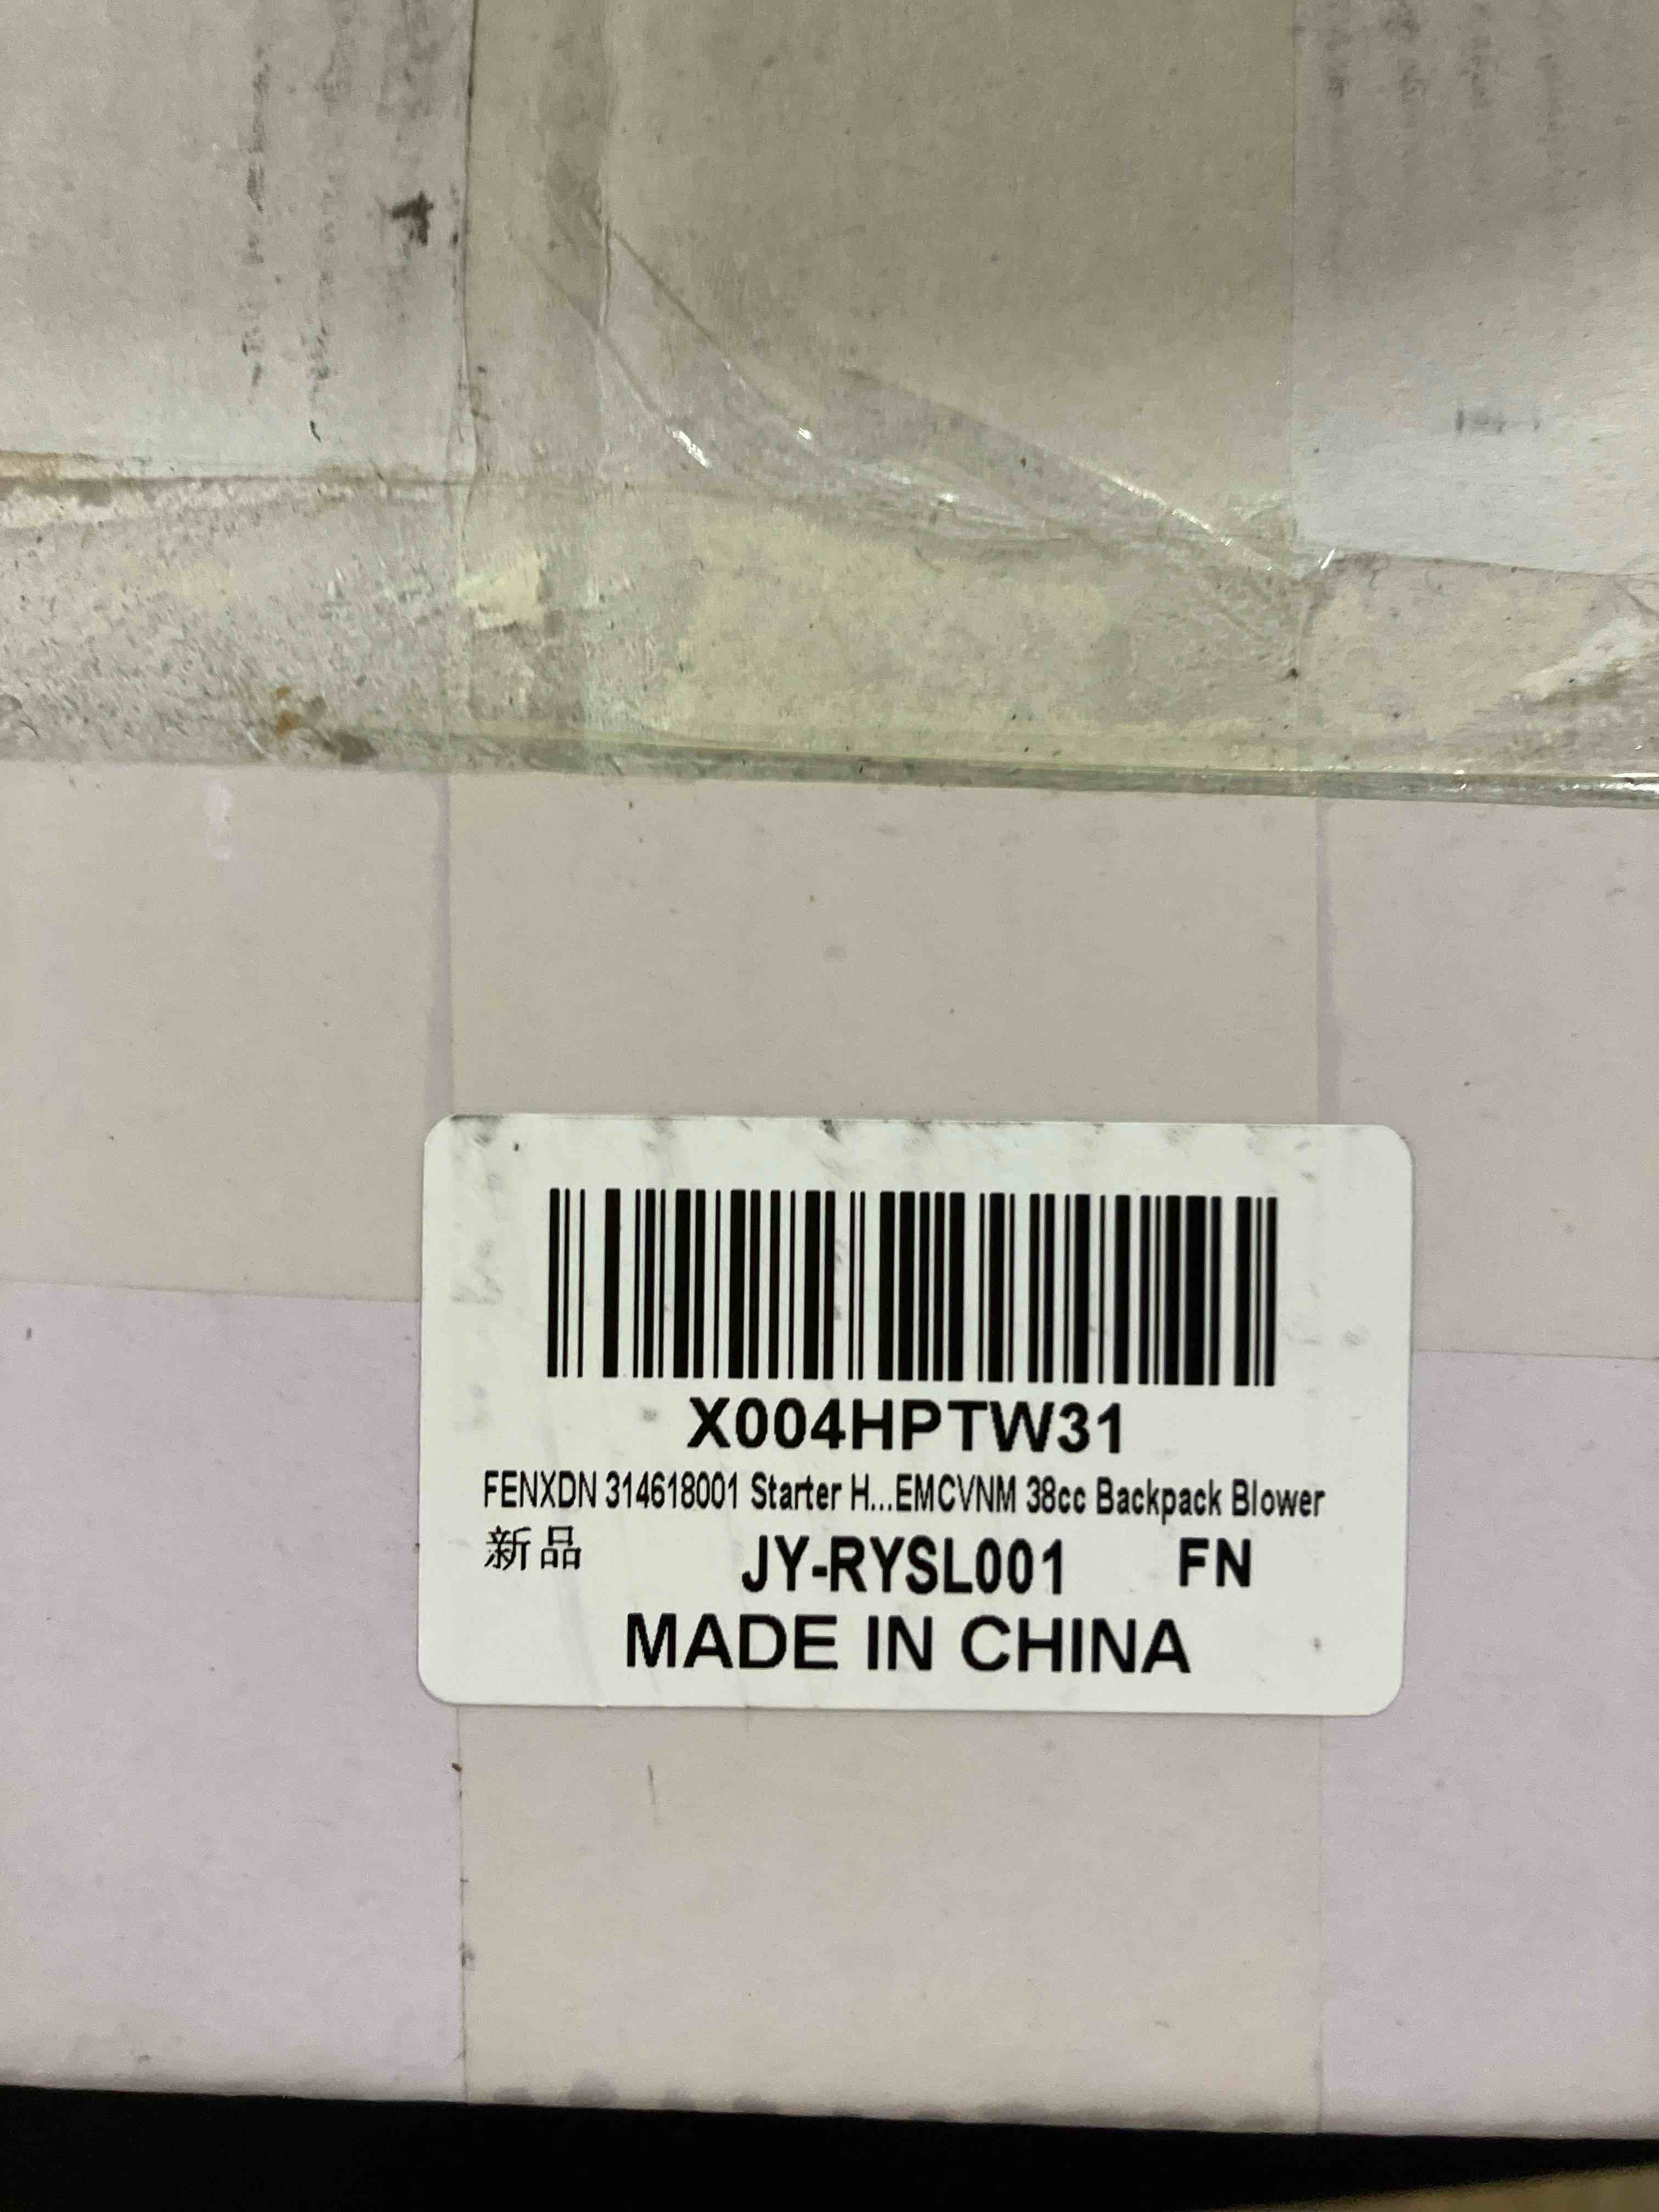 X004HPTW31
FENXDN 314618001 Starter H...EMCVNM 38cc Backpack Blower
新品 JY-RYSL001 FN
MADE IN CHINA